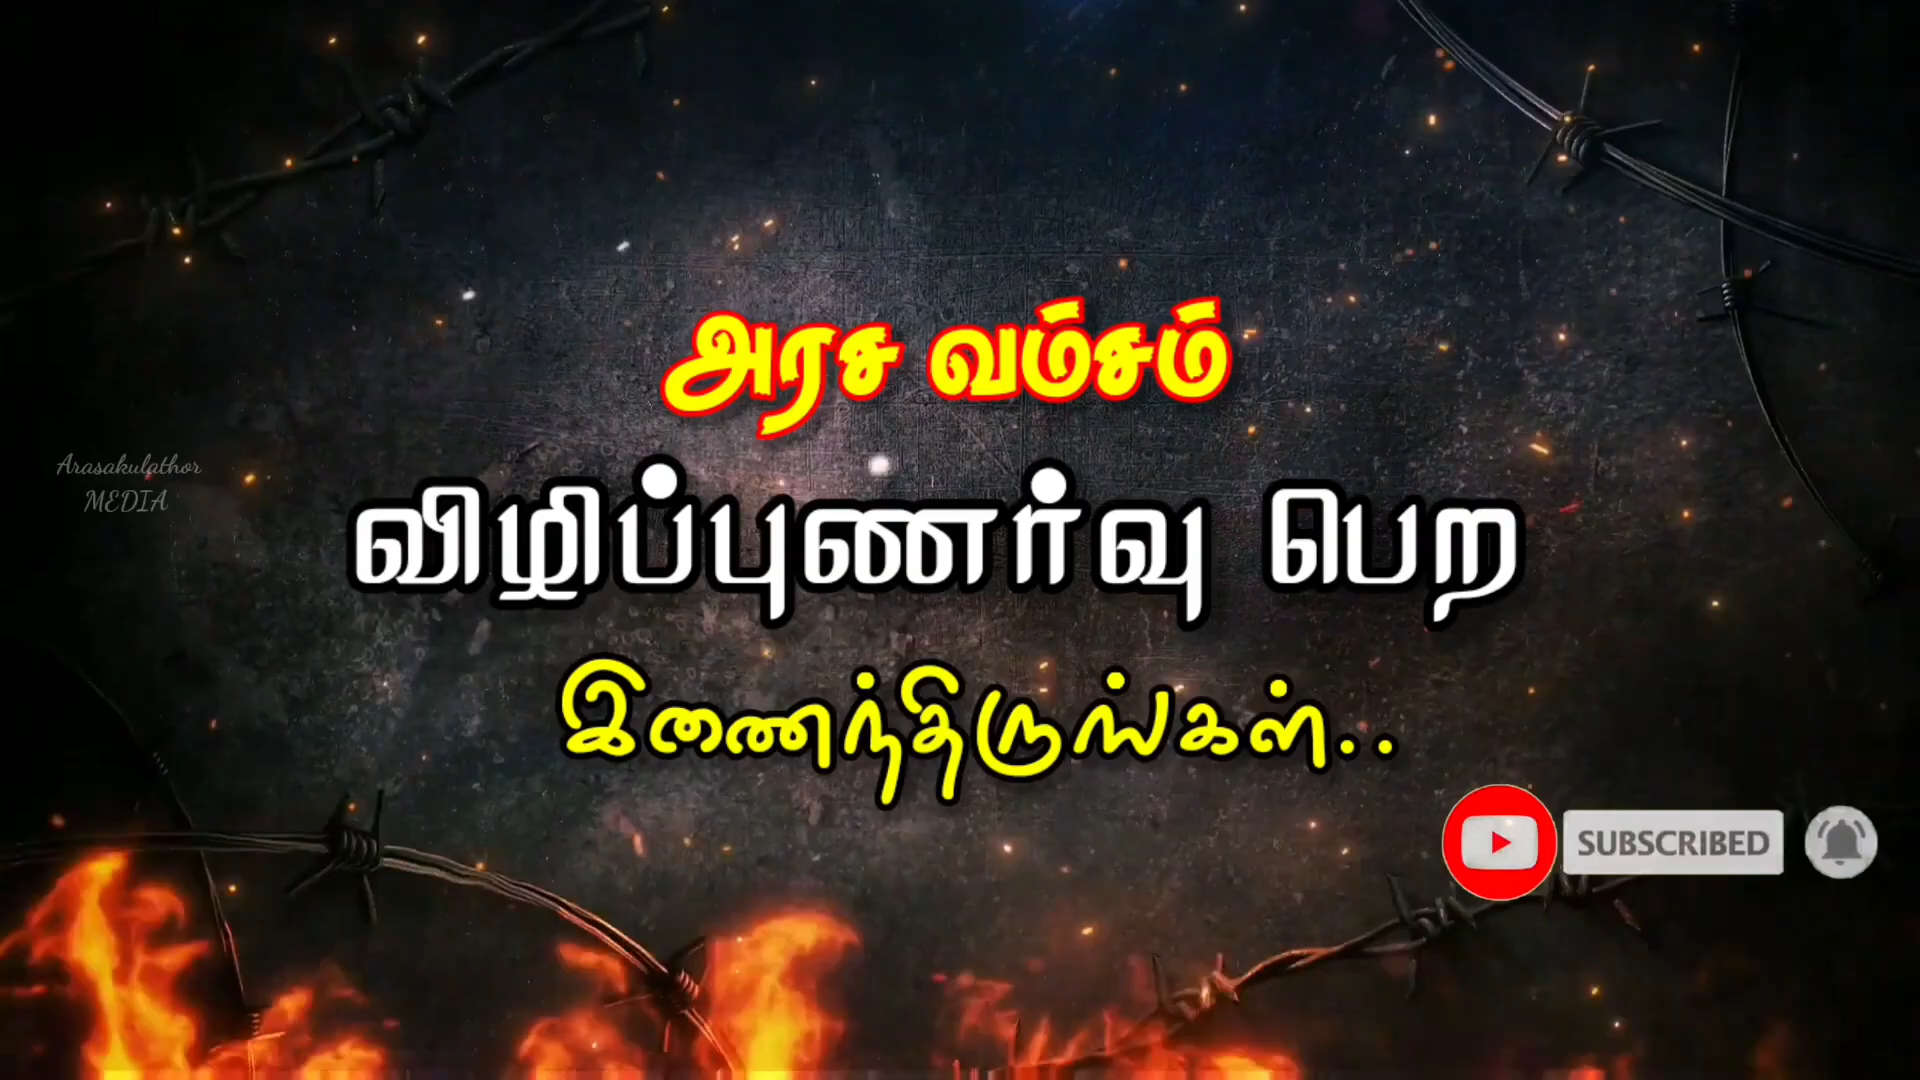 அரச வம்சம்
Arasakulathor
MEDIA
விழிப்புணர்வு பெற
இணைந்திருங்கள்..
SUBSCRIBED